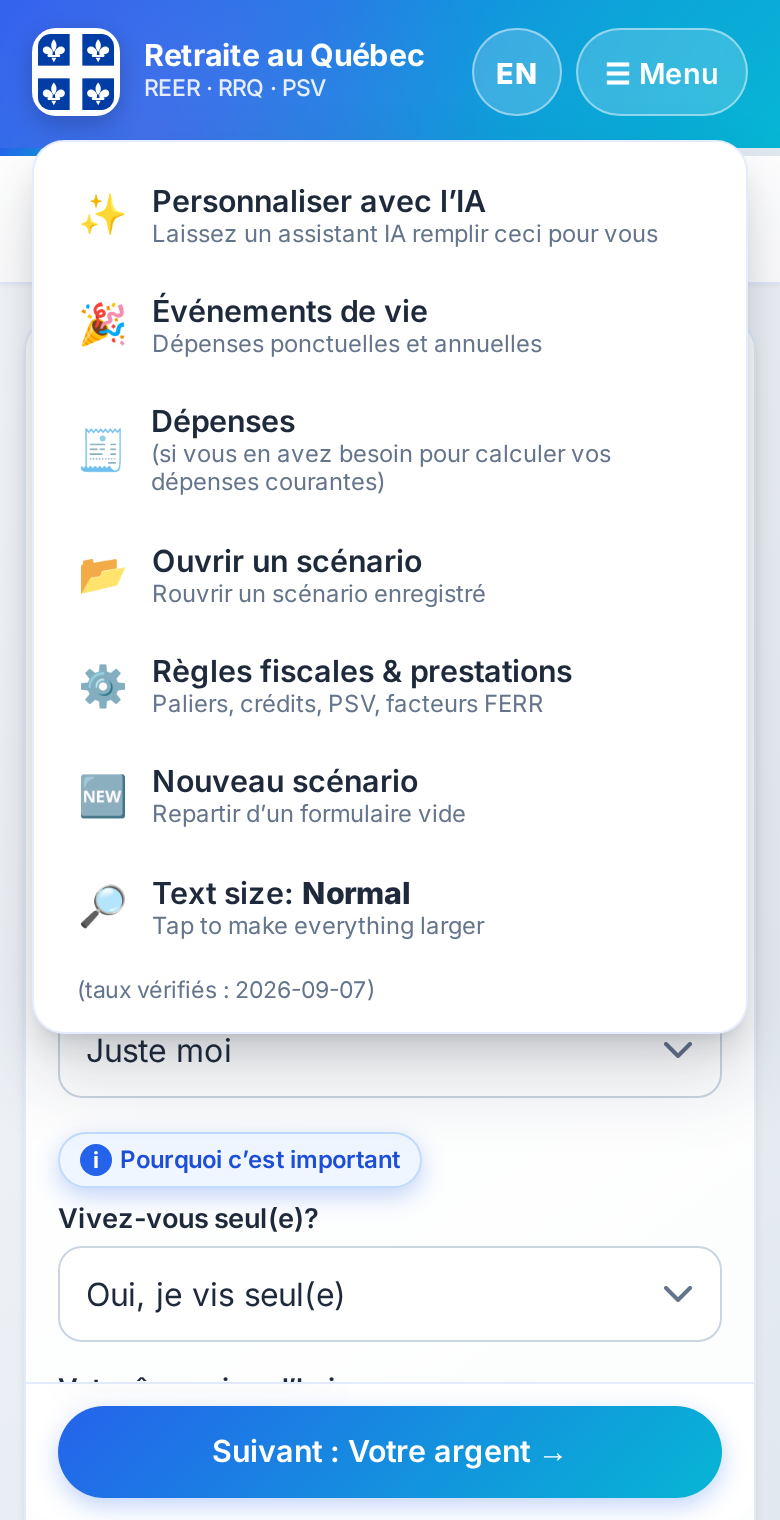 Retraite au Québec
REER · RRQ · PSV
EN
☰ Menu
Personnaliser avec l’IA
Laissez un assistant IA remplir ceci pour vous
Événements de vie
Dépenses ponctuelles et annuelles
Dépenses
(si vous en avez besoin pour calculer vos
dépenses courantes)
Ouvrir un scénario
Rouvrir un scénario enregistré
Règles fiscales & prestations
Paliers, crédits, PSV, facteurs FERR
NEW
Nouveau scénario
Repartir d’un formulaire vide
Text size: Normal
Tap to make everything larger
(taux vérifiés : 2026-09-07)
Juste moi
i Pourquoi c’est important
Vivez-vous seul(e)?
Oui, je vis seul(e)
Suivant : Votre argent →